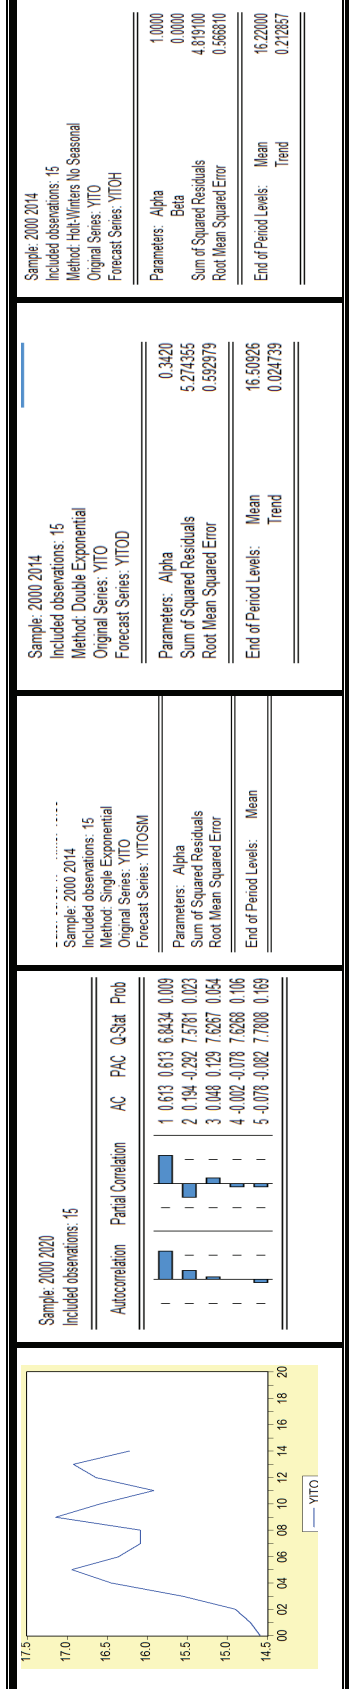 17.5
17.0
16.5
16.0
15.5
15.0
14.5
00 02 04 06 08 10 12 14 16 18 20
YITO
Sample: 2000 2020
Included observations: 15
Autocorrelation Partial Correlation AC PAC Q-Stat Prob
1 0.613 0.613 6.8434 0.009
2 0.194 -0.292 7.5781 0.023
3 0.048 0.129 7.6267 0.054
4 -0.002 -0.078 7.6268 0.106
5 -0.078 -0.082 7.7808 0.169
Sample: 2000 2014
Included observations: 15
Method: Single Exponential
Original Series: YITO
Forecast Series: YITOSM
Parameters: Alpha
Sum of Squared Residuals
Root Mean Squared Error
End of Period Levels: Mean
Sample: 2000 2014
Included observations: 15
Method: Double Exponential
Original Series: YITO
Forecast Series: YITOD
Parameters: Alpha 0.3420
Sum of Squared Residuals 5.274355
Root Mean Squared Error 0.592979
End of Period Levels: Mean 16.50926
Trend 0.024739
Sample: 2000 2014
Included observations: 15
Method: Holt-Winters No Seasonal
Original Series: YITO
Forecast Series: YITOH
Parameters: Alpha 1.0000
Beta 0.0000
Sum of Squared Residuals 4.819100
Root Mean Squared Error 0.566810
End of Period Levels: Mean 16.22000
Trend 0.212857